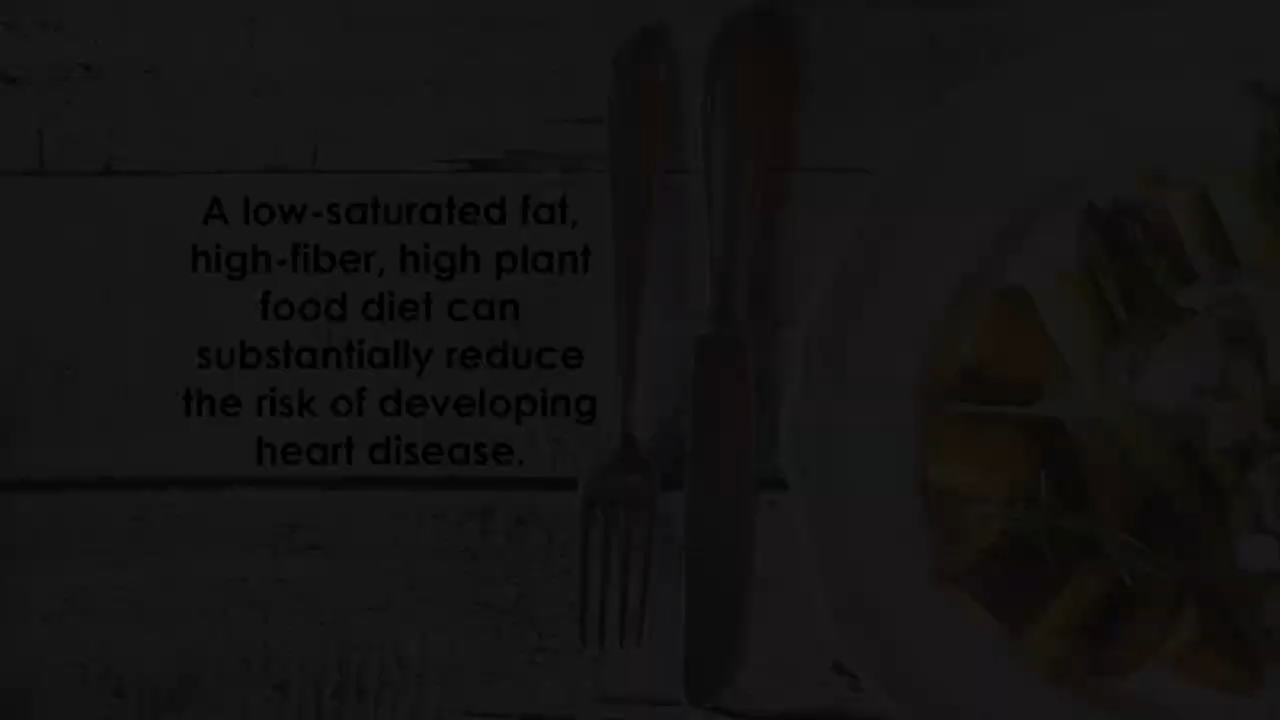 A low-saturated fat,
high-fiber, high plant
food diet can
substantially reduce
the risk of developing
heart disease.